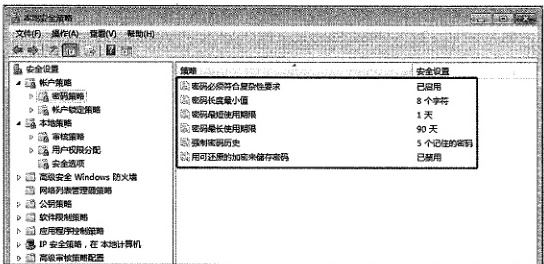 本地安全策略
文件(F) 操作(A) 查看(V) 帮助(H)
安全设置
帐户策略
密码策略
帐户锁定策略
本地策略
审核策略
用户权限分配
安全选项
高级安全 Windows 防火墙
网络列表管理器策略
公钥策略
软件限制策略
应用程序控制策略
IP 安全策略，在 本地计算机
高级审核策略配置
策略 安全设置
密码必须符合复杂性要求 已启用
密码长度最小值 8 个字符
密码最短使用期限 1 天
密码最长使用期限 90 天
强制密码历史 5 个记住的密码
用可还原的加密来储存密码 已禁用